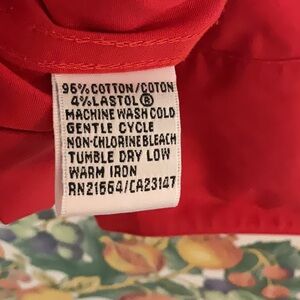 96%COTTON/COTON
4%LASTOL®
MACHINE WASH COLD
GENTLE CYCLE
NON-CHLORINE BLEACH
TUMBLE DRY LOW
WARM IRON
RN21664/CA23147